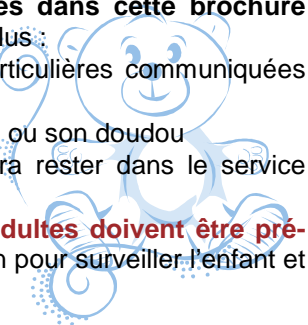 es dans cette brochure
lus :
rticulières communiquées
ou son doudou
ra rester dans le service
dultes doivent être pré-
n pour surveiller l'enfant et